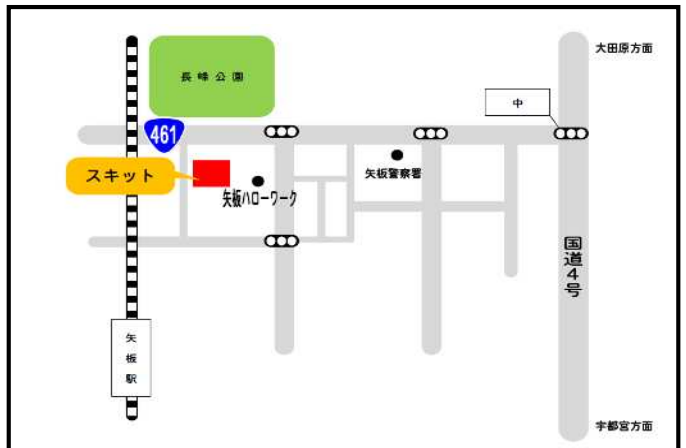 大田原方面
長峰公園
中
461
スキット
矢板警察署
矢板ハローワーク
国道4号
矢板駅
宇都宮方面